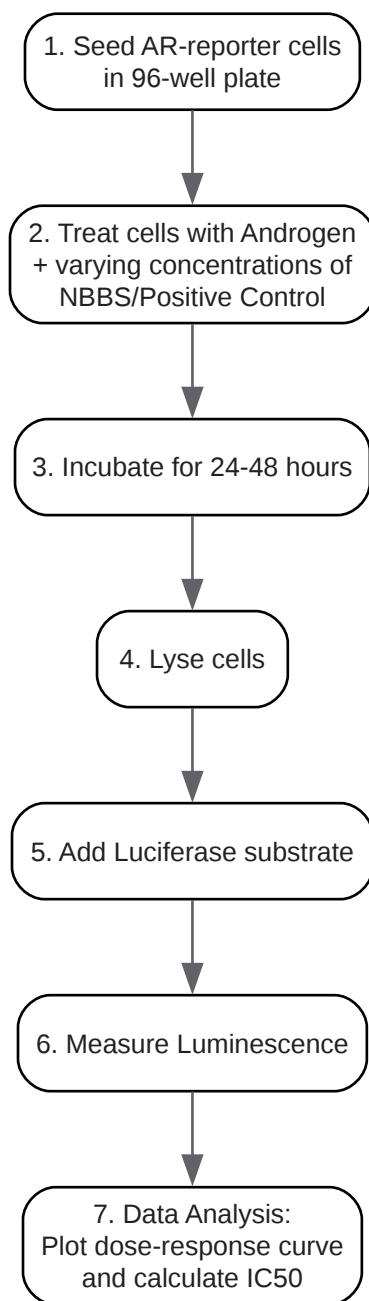 1. Seed AR-reporter cells
in 96-well plate
2. Treat cells with Androgen
+ varying concentrations of
NBBS/Positive Control
3. Incubate for 24-48 hours
4. Lyse cells
5. Add Luciferase substrate
6. Measure Luminescence
7. Data Analysis:
Plot dose-response curve
and calculate IC50